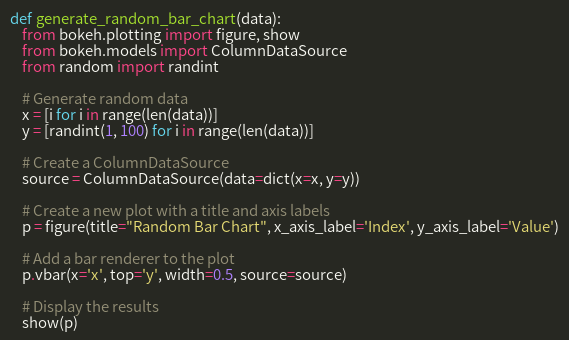 def generate_random_bar_chart(data):
    from bokeh.plotting import figure, show
    from bokeh.models import ColumnDataSource
    from random import randint

    # Generate random data
    x = [i for i in range(len(data))]
    y = [randint(1, 100) for i in range(len(data))]

    # Create a ColumnDataSource
    source = ColumnDataSource(data=dict(x=x, y=y))

    # Create a new plot with a title and axis labels
    p = figure(title="Random Bar Chart", x_axis_label='Index', y_axis_label='Value')

    # Add a bar renderer to the plot
    p.vbar(x='x', top='y', width=0.5, source=source)

    # Display the results
    show(p)